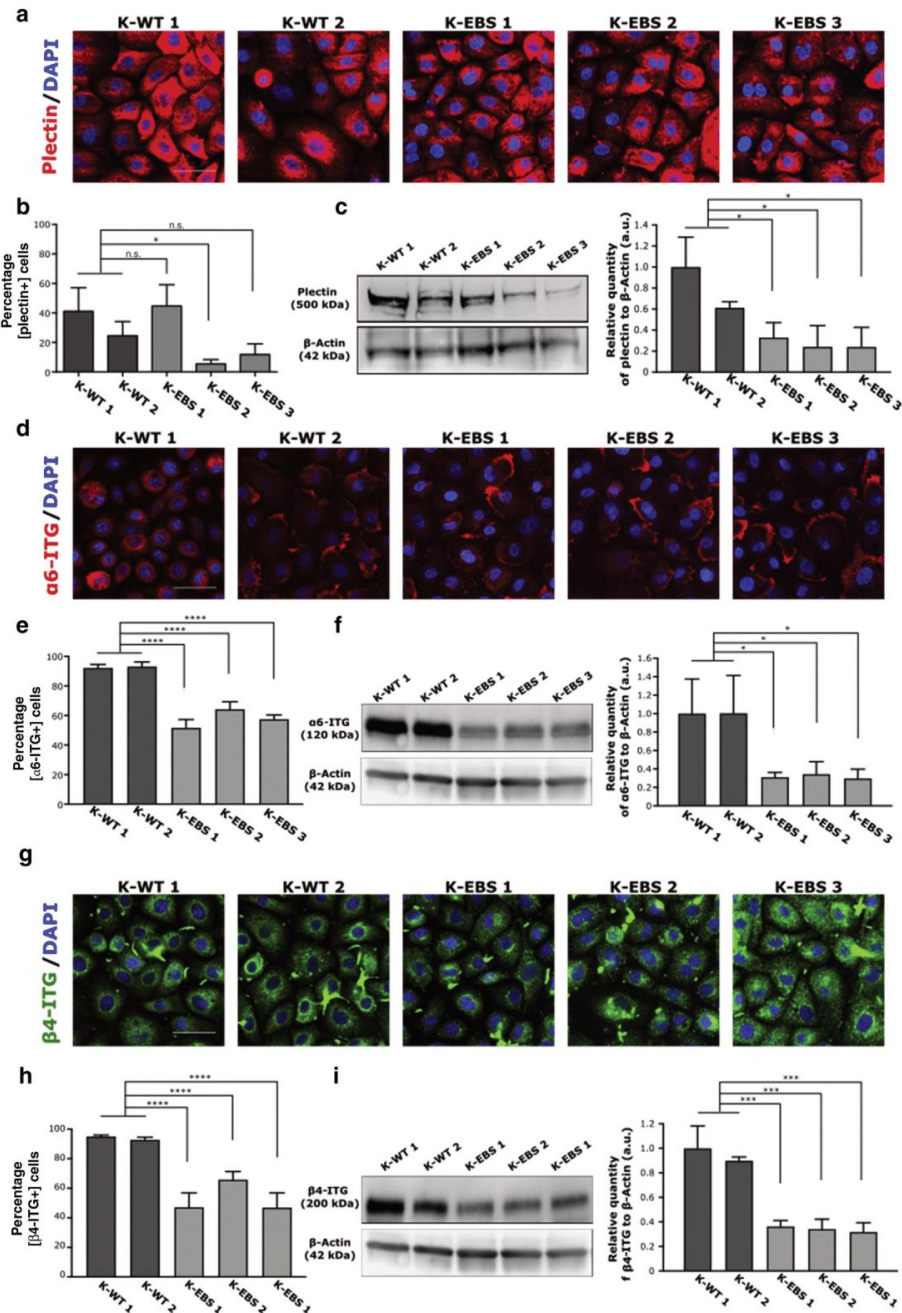 a
K-WT 1 K-WT 2 K-EBS 1 K-EBS 2 K-EBS 3
Plectin/DAPI
b
Percentage
[plectin+] cells
100
80
60
40
20
0
n.s.
*
n.s.
K-WT 1 K-WT 2 K-EBS 1 K-EBS 2 K-EBS 3
c
K-WT 1 K-WT 2 K-EBS 1 K-EBS 2 K-EBS 3
Plectin
(500 kDa)
β-Actin
(42 kDa)
Relative quantity
of plectin to β-Actin (a.u.)
1.4
1.2
1.0
0.8
0.6
0.4
0.2
0
*
*
*
K-WT 1 K-WT 2 K-EBS 1 K-EBS 2 K-EBS 3
d
K-WT 1 K-WT 2 K-EBS 1 K-EBS 2 K-EBS 3
α6-ITG/DAPI
e
Percentage
[α6-ITG+] cells
100
80
60
40
20
0
****
****
****
K-WT 1 K-WT 2 K-EBS 1 K-EBS 2 K-EBS 3
f
K-WT 1 K-WT 2 K-EBS 1 K-EBS 2 K-EBS 3
α6-ITG
(120 kDa)
β-Actin
(42 kDa)
Relative quantity
of α6-ITG to β-Actin (a.u.)
1.6
1.4
1.2
1.0
0.8
0.6
0.4
0.2
0
*
*
*
K-WT 1 K-WT 2 K-EBS 1 K-EBS 2 K-EBS 3
g
K-WT 1 K-WT 2 K-EBS 1 K-EBS 2 K-EBS 3
β4-ITG/DAPI
h
Percentage
[β4-ITG+] cells
100
80
60
40
20
0
****
****
****
K-WT 1 K-WT 2 K-EBS 1 K-EBS 2 K-EBS 1
i
K-WT 1 K-WT 2 K-EBS 1 K-EBS 2 K-EBS 1
β4-ITG
(200 kDa)
β-Actin
(42 kDa)
Relative quantity
f β4-ITG to β-Actin (a.u.)
1.2
1.0
0.8
0.6
0.4
0.2
0
***
***
***
K-WT 1 K-WT 2 K-EBS 1 K-EBS 2 K-EBS 1